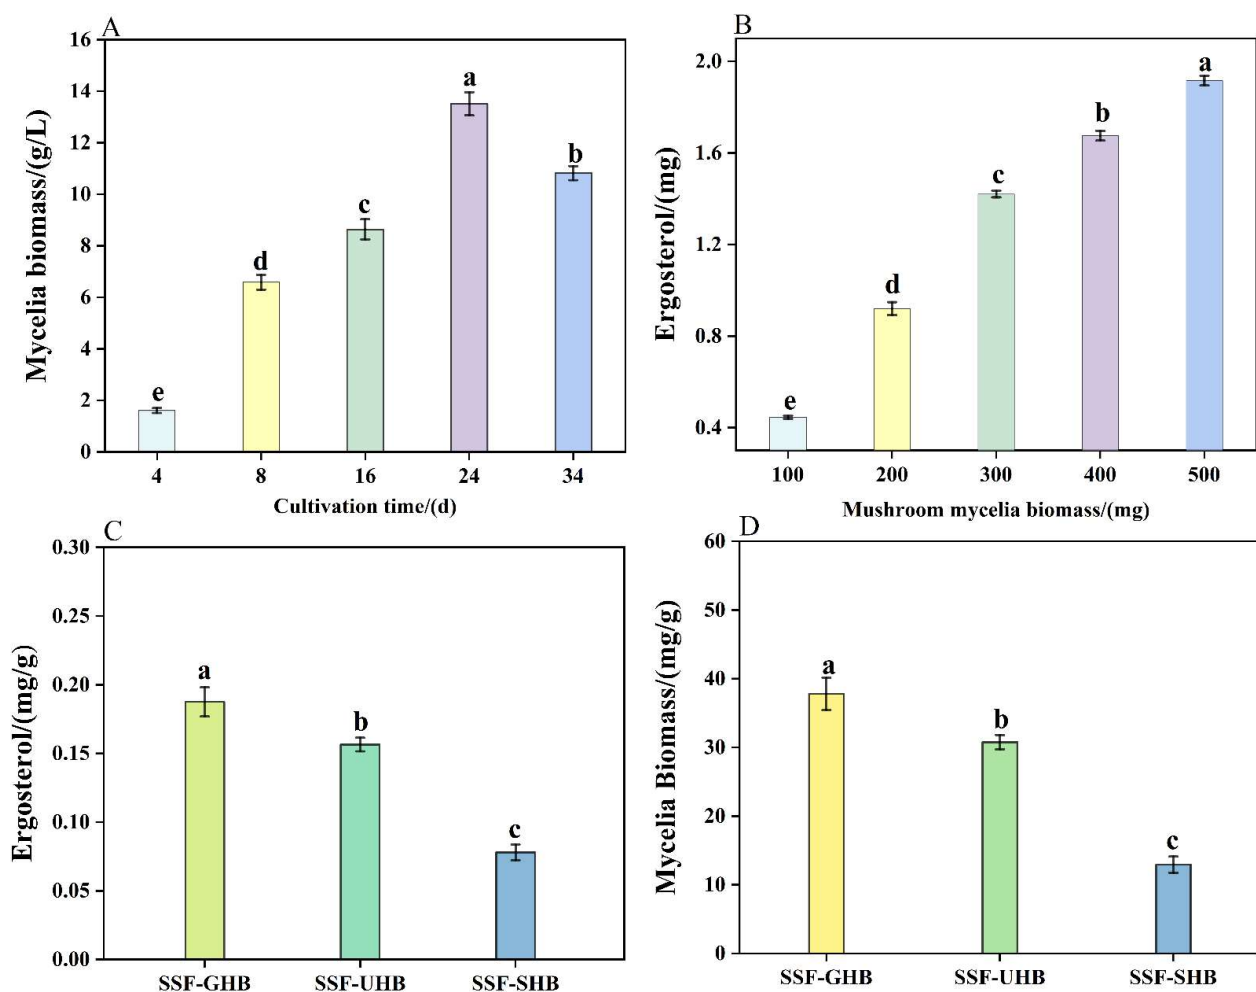 A
Mycelia biomass/(g/L)
16
14
12
10
8
6
4
2
0
e
d
c
a
b
4 8 16 24 34
Cultivation time/(d)
B
Ergosterol/(mg)
2.0
1.6
1.2
0.8
0.4
e
d
c
b
a
100 200 300 400 500
Mushroom mycelia biomass/(mg)
C
Ergosterol/(mg/g)
0.30
0.25
0.20
0.15
0.10
0.05
0.00
a
b
c
SSF-GHB SSF-UHB SSF-SHB
D
Mycelia Biomass/(mg/g)
60
50
40
30
20
10
0
a
b
c
SSF-GHB SSF-UHB SSF-SHB